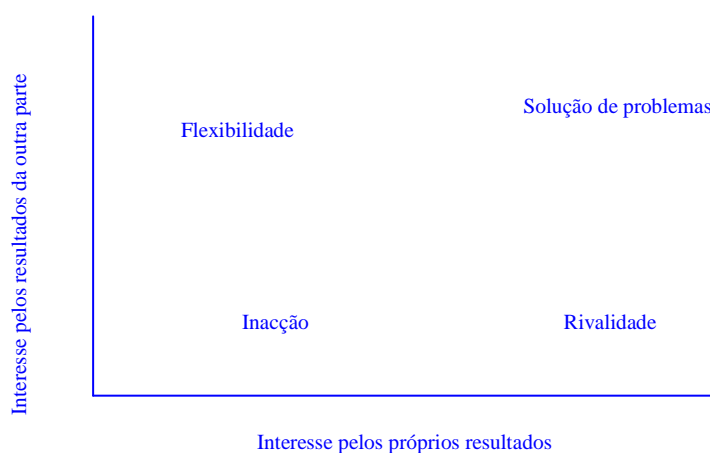 Interesse pelos resultados da outra parte
Solução de problemas
Flexibilidade
Inacção
Rivalidade
Interesse pelos próprios resultados